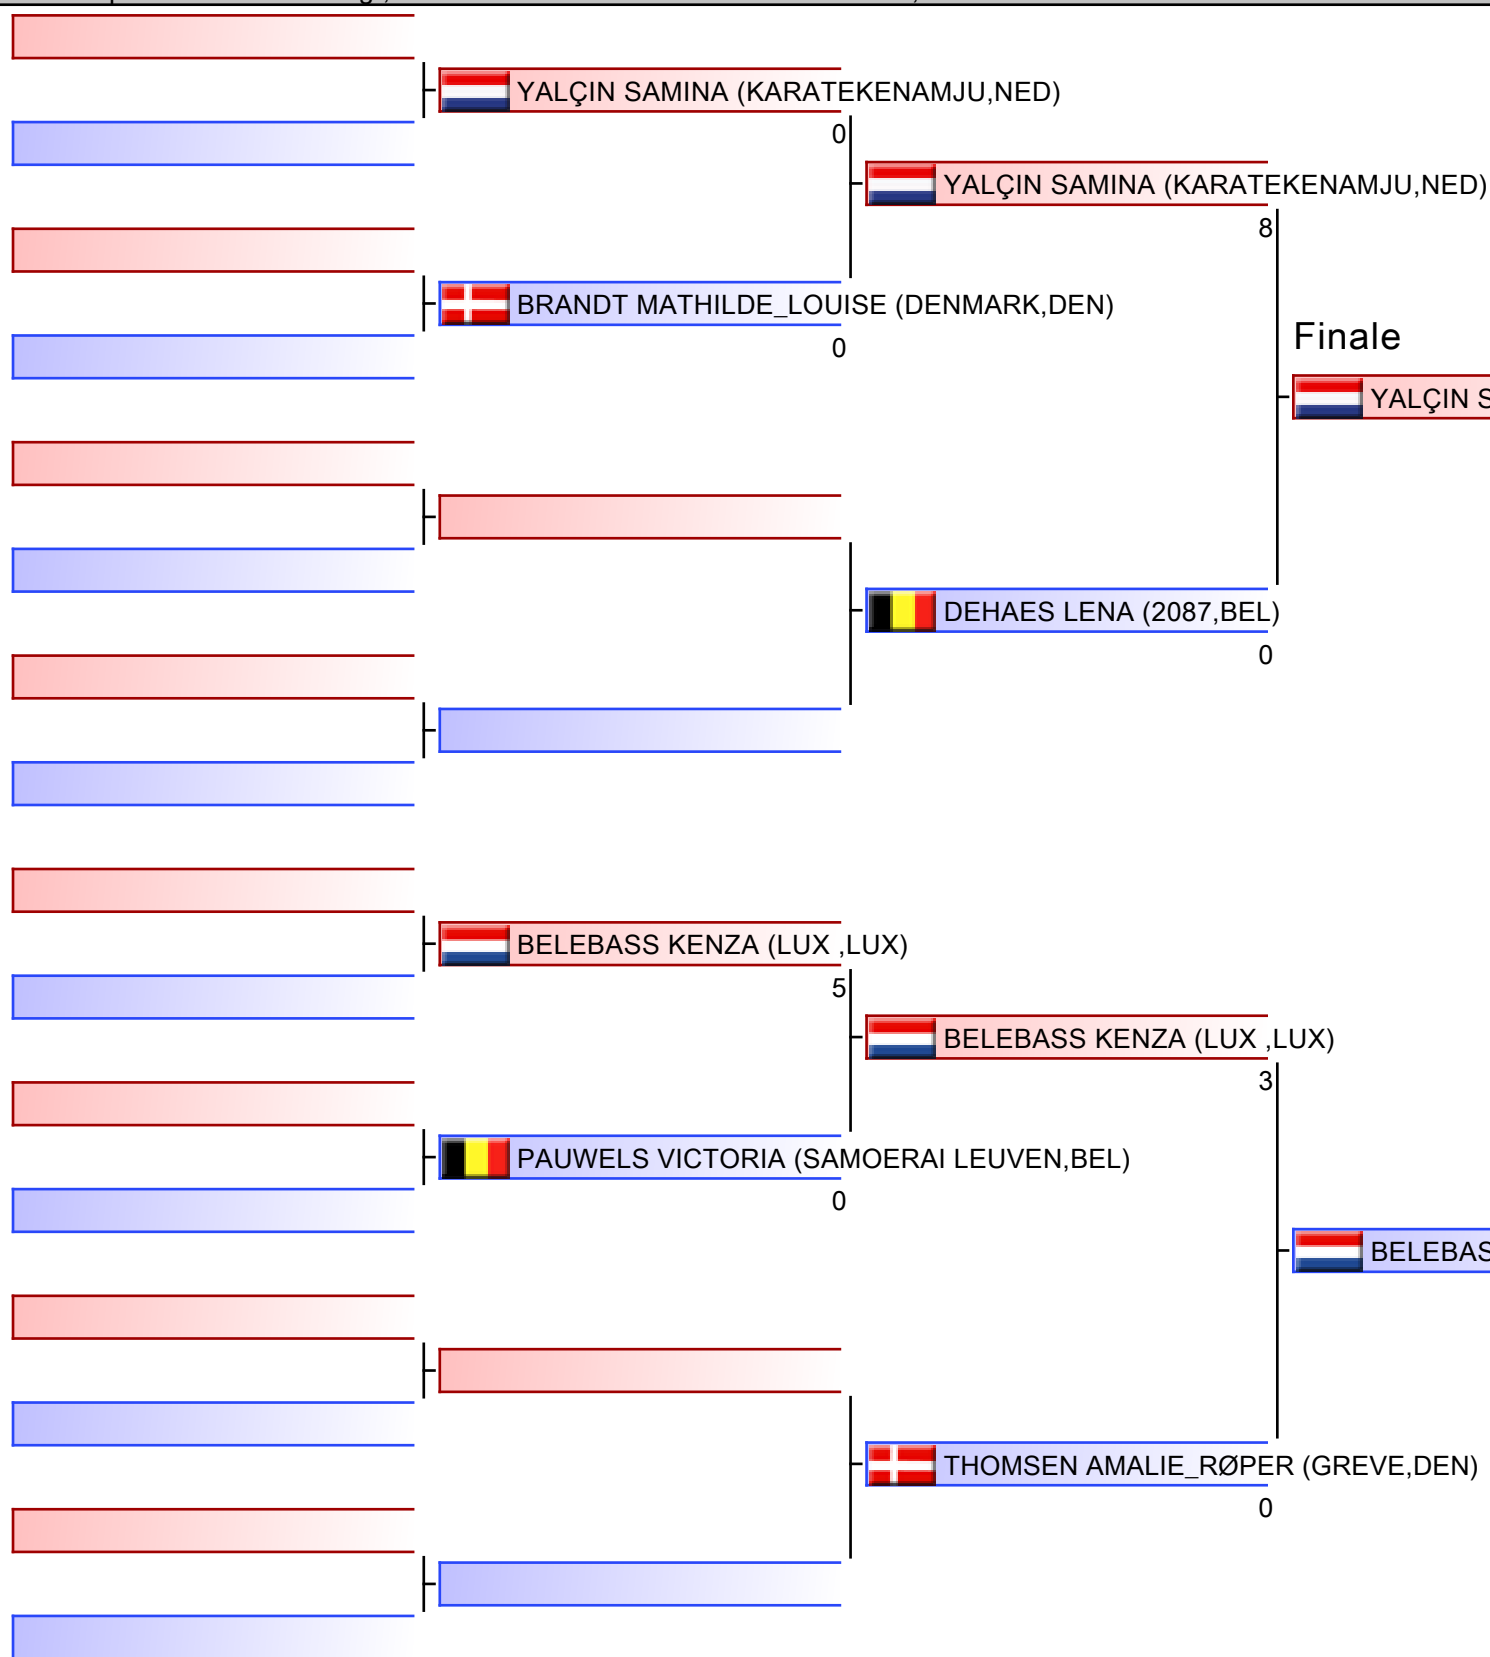 YALÇIN SAMINA (KARATEKENAMJU,NED)
0
YALÇIN SAMINA (KARATEKENAMJU,NED)
8
BRANDT MATHILDE_LOUISE (DENMARK,DEN)
0
Finale
YALÇIN S
DEHAES LENA (2087,BEL)
0
BELEBASS KENZA (LUX ,LUX)
5
BELEBASS KENZA (LUX ,LUX)
3
PAUWELS VICTORIA (SAMOERAI LEUVEN,BEL)
0
BELEBAS
THOMSEN AMALIE_RØPER (GREVE,DEN)
0